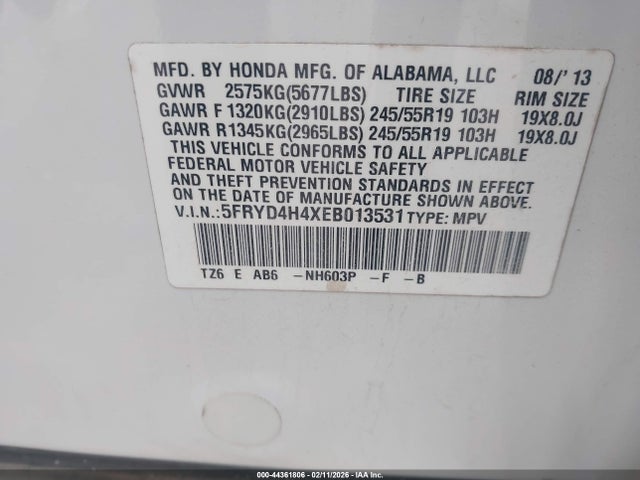 MFD. BY HONDA MFG. OF ALABAMA, LLC 08/'13
GVWR 2575KG(5677LBS) TIRE SIZE RIM SIZE
GAWR F 1320KG(2910LBS) 245/55R19 103H 19X8.0J
GAWR R1345KG(2965LBS) 245/55R19 103H 19X8.0J
THIS VEHICLE CONFORMS TO ALL APPLICABLE
FEDERAL MOTOR VEHICLE SAFETY
AND THEFT PREVENTION STANDARDS IN EFFECT
ON THE DATE OF MANUFACTURE SHOWN ABOVE.
V.I.N.:5FRYD4H4XEB013531 TYPE: MPV
TZ6 E AB6 -NH603P -F -B
000-44361806 - 02/11/2026 - IAA Inc.